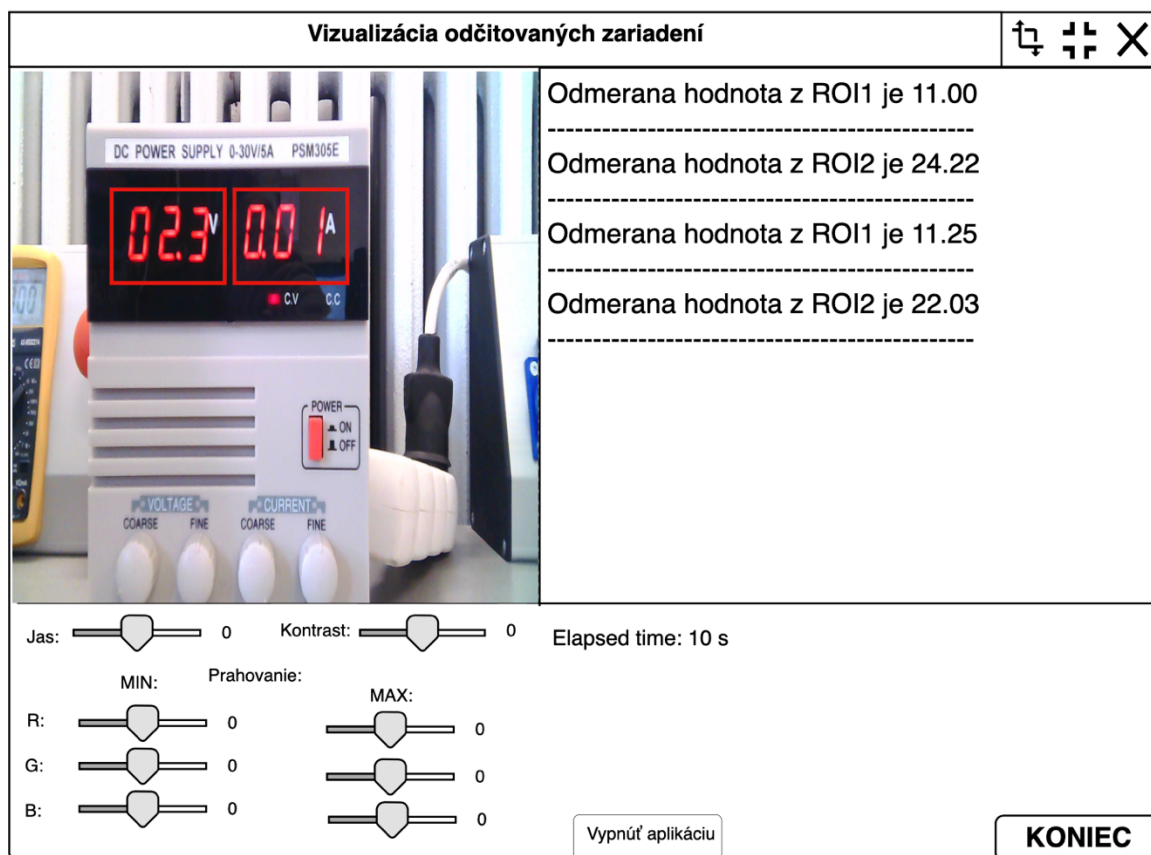 Vizualizácia odčitovaných zariadení
DC POWER SUPPLY 0-30V/5A PSM305E
02.3 V 0.01 A
C.V C.C
POWER
ON
OFF
VOLTAGE CURRENT
COARSE FINE COARSE FINE
Odmerana hodnota z ROI1 je 11.00
-----------------------------------------------
Odmerana hodnota z ROI2 je 24.22
-----------------------------------------------
Odmerana hodnota z ROI1 je 11.25
-----------------------------------------------
Odmerana hodnota z ROI2 je 22.03
-----------------------------------------------
Jas: 0 Kontrast: 0
Elapsed time: 10 s
Prahovanie:
MIN: MAX:
R: 0 0
G: 0 0
B: 0 0
Vypnúť aplikáciu
KONIEC